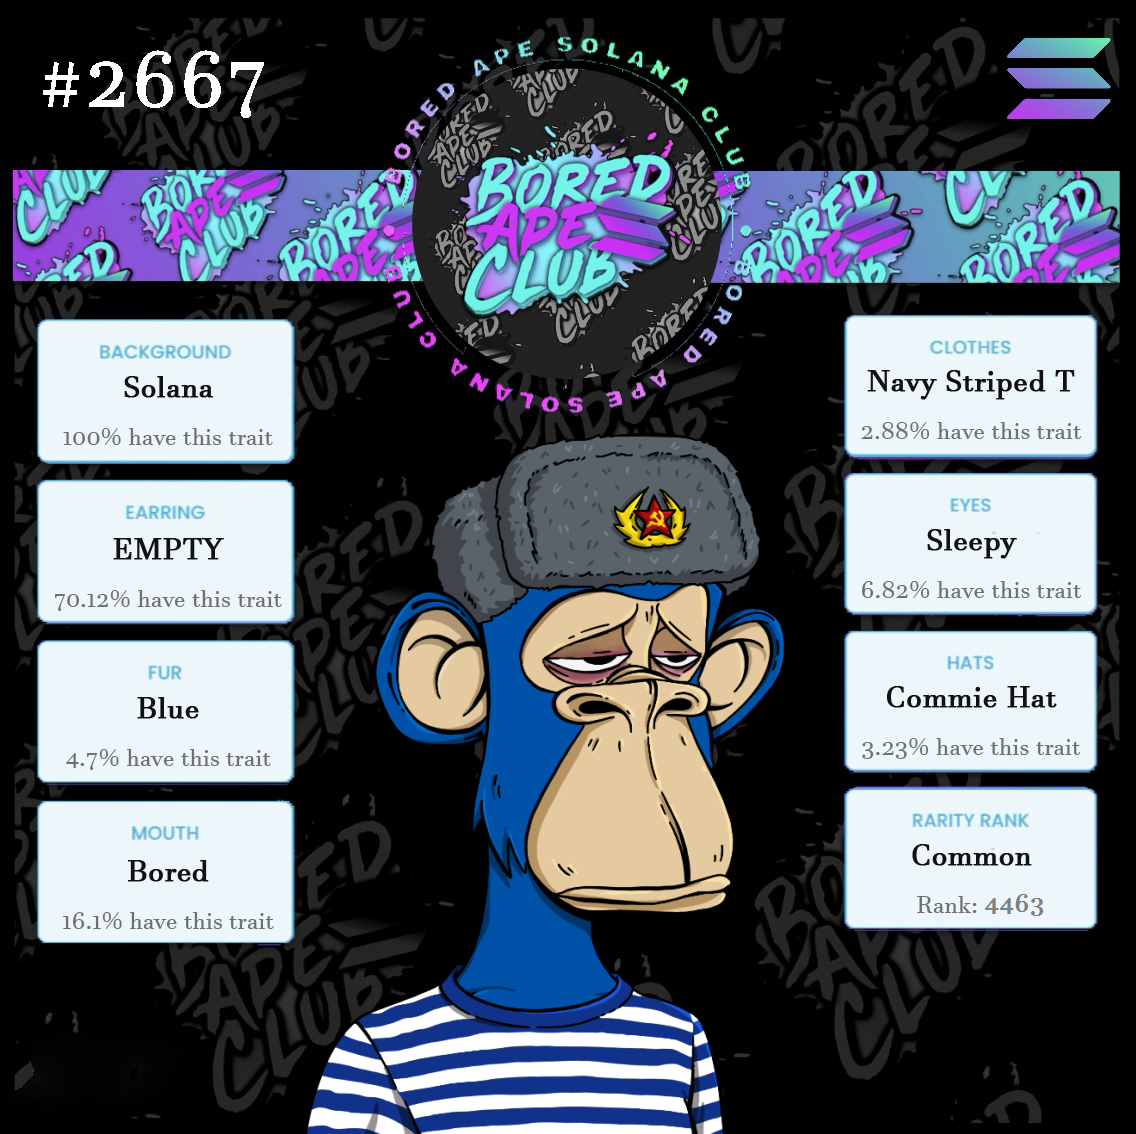 #2667
BORED APE SOLANA CLUB
BORED APE SOLANA CLUB
BORED
APE
CLUB
BACKGROUND
Solana
100% have this trait
EARRING
EMPTY
70.12% have this trait
FUR
Blue
4.7% have this trait
MOUTH
Bored
16.1% have this trait
CLOTHES
Navy Striped T
2.88% have this trait
EYES
Sleepy
6.82% have this trait
HATS
Commie Hat
3.23% have this trait
RARITY RANK
Common
Rank: 4463